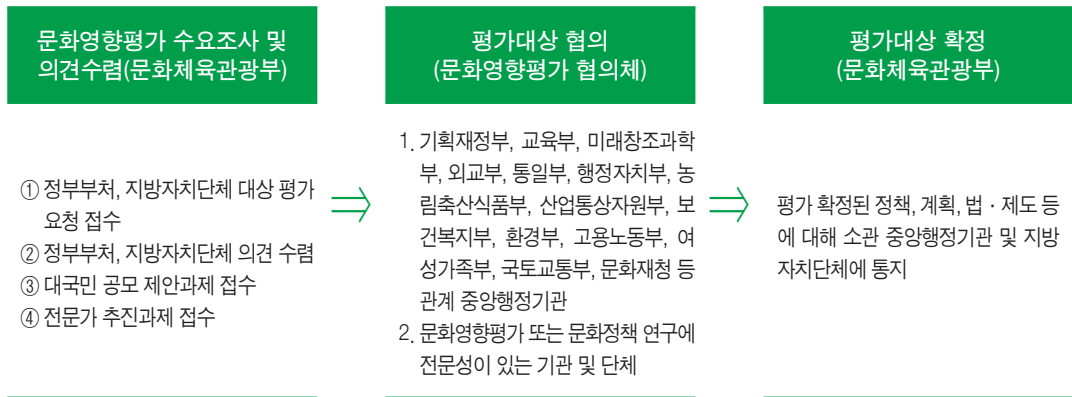 문화영향평가 수요조사 및
의견수렴(문화체육관광부)
① 정부부처, 지방자치단체 대상 평가
요청 접수
② 정부부처, 지방자치단체 의견 수렴
③ 대국민 공모 제안과제 접수
④ 전문가 추진과제 접수
⇒
평가대상 협의
(문화영향평가 협의체)
1. 기획재정부, 교육부, 미래창조과학
부, 외교부, 통일부, 행정자치부, 농
림축산식품부, 산업통상자원부, 보
건복지부, 환경부, 고용노동부, 여
성가족부, 국토교통부, 문화재청 등
관계 중앙행정기관
2. 문화영향평가 또는 문화정책 연구에
전문성이 있는 기관 및 단체
⇒
평가대상 확정
(문화체육관광부)
평가 확정된 정책, 계획, 법 · 제도 등
에 대해 소관 중앙행정기관 및 지방
자치단체에 통지